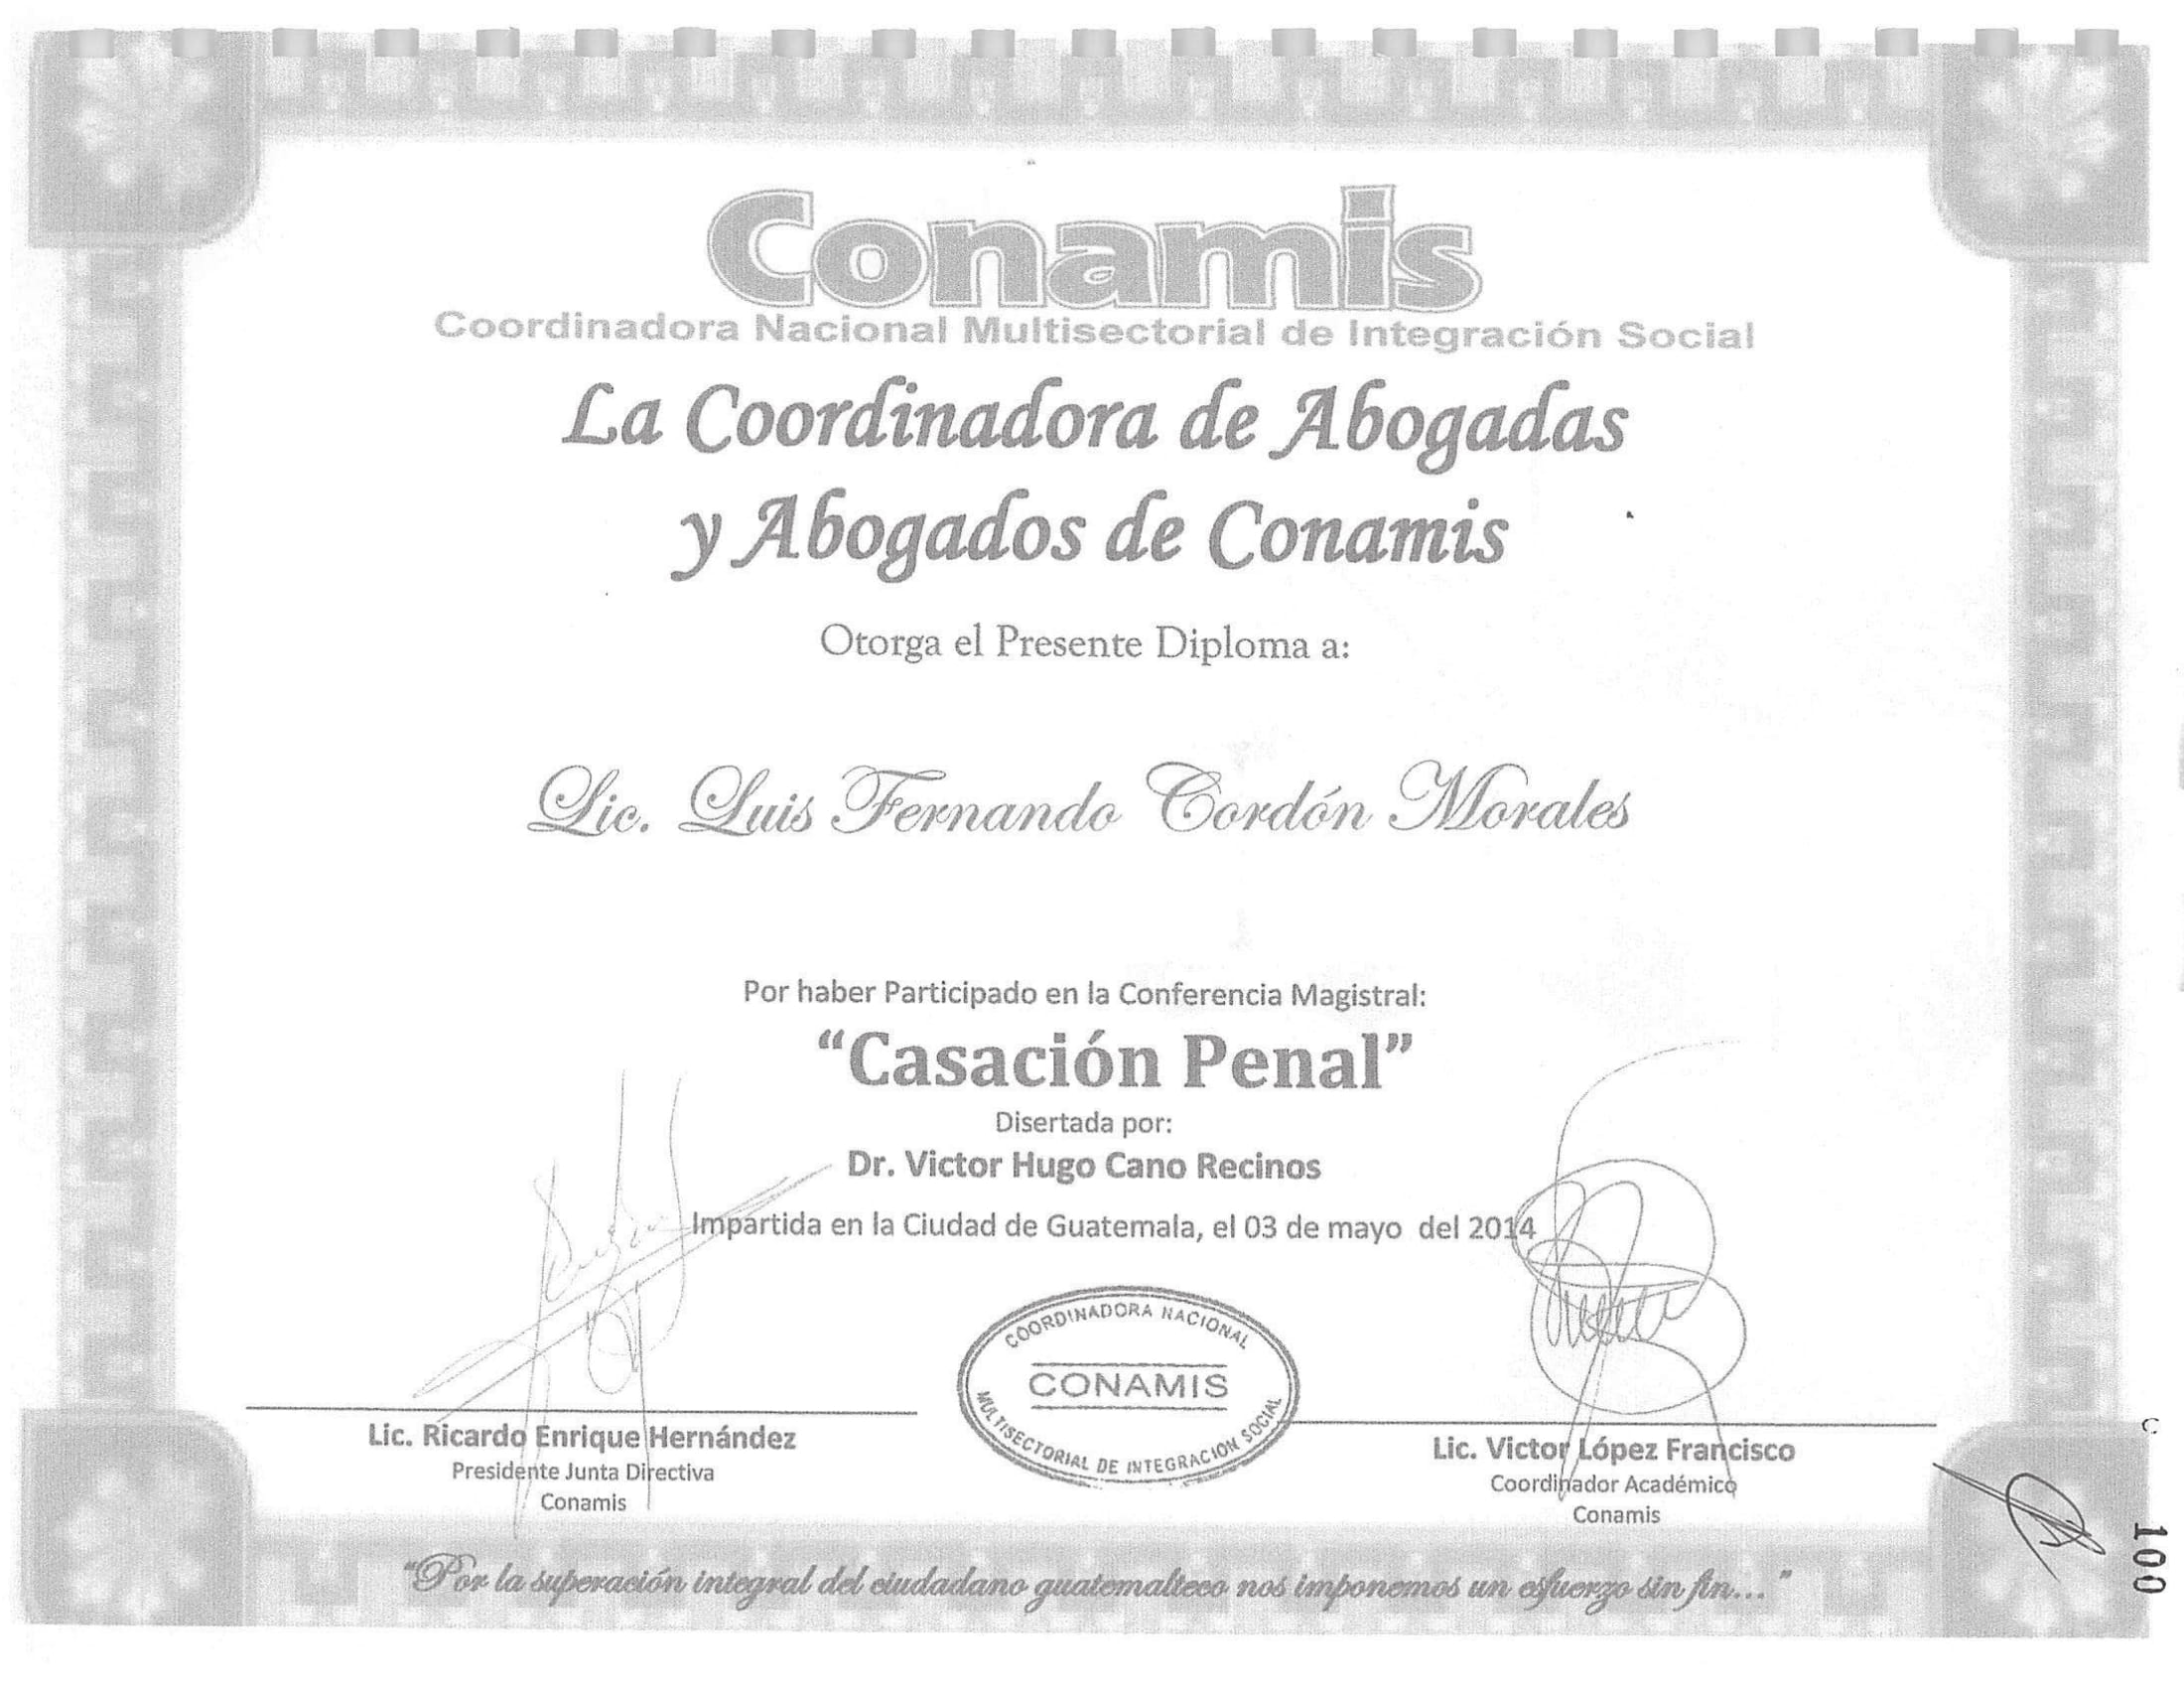 Conamis
Coordinadora Nacional Multisectorial de Integración Social
La Coordinadora de Abogadas
y Abogados de Conamis
Otorga el Presente Diploma a:
Lic. Luis Fernando Cordón Morales
Por haber Participado en la Conferencia Magistral:
“Casación Penal”
Disertada por:
Dr. Victor Hugo Cano Recinos
Impartida en la Ciudad de Guatemala, el 03 de mayo del 2014
COORDINADORA NACIONAL
CONAMIS
MULTISECTORIAL DE INTEGRACION SOCIAL
Lic. Ricardo Enrique Hernández
Presidente Junta Directiva
Conamis
Lic. Victor López Francisco
Coordinador Académico
Conamis
“Por la superación integral del ciudadano guatemalteco nos imponemos un esfuerzo sin fin...”
100